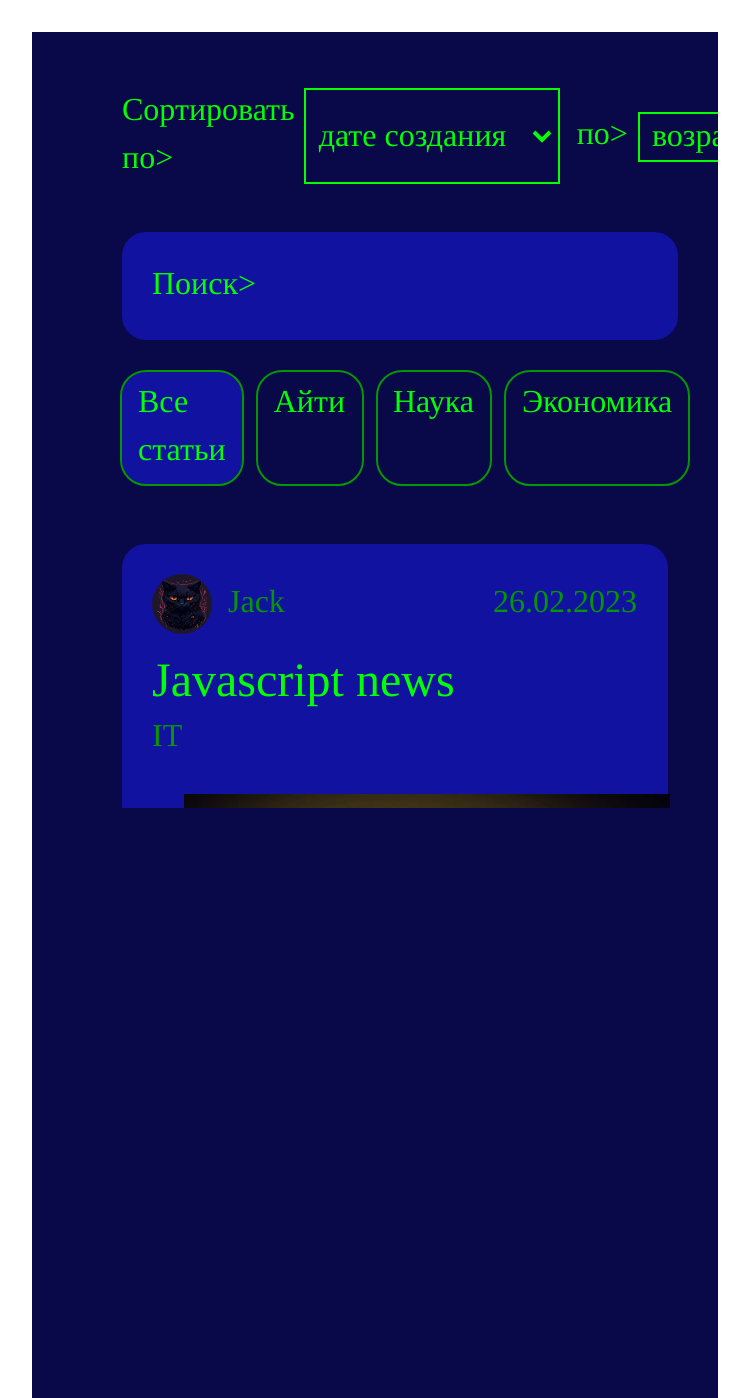 Сортировать
по>
дате создания
по>
возра
Поиск>
Все
статьи
Айти
Наука
Экономика
Jack
26.02.2023
Javascript news
IT